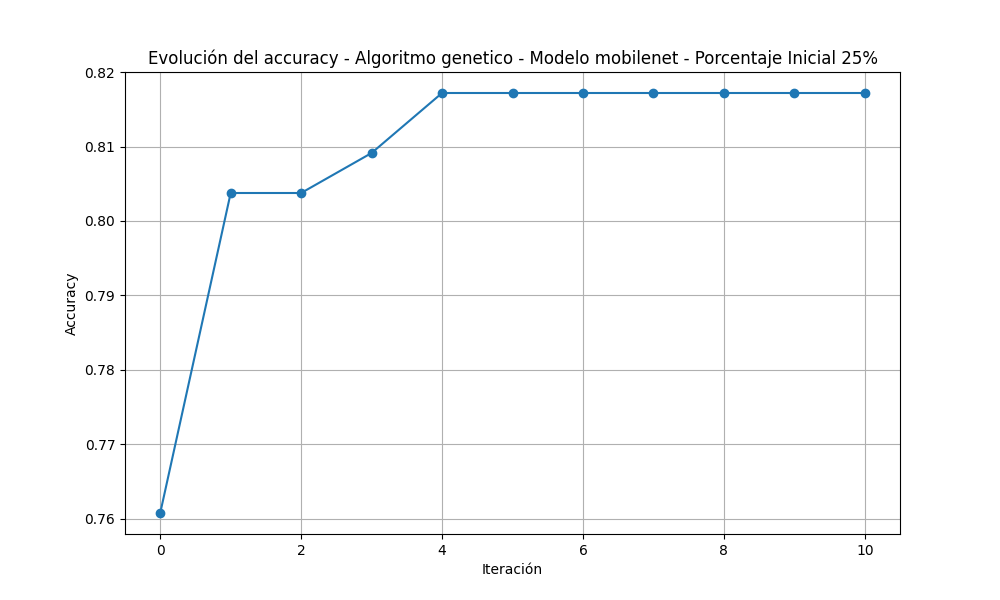 Evolución del accuracy - Algoritmo genetico - Modelo mobilenet - Porcentaje Inicial 25%
0.82
0.81
0.80
0.79
0.78
0.77
0.76
Accuracy
0 2 4 6 8 10
Iteración